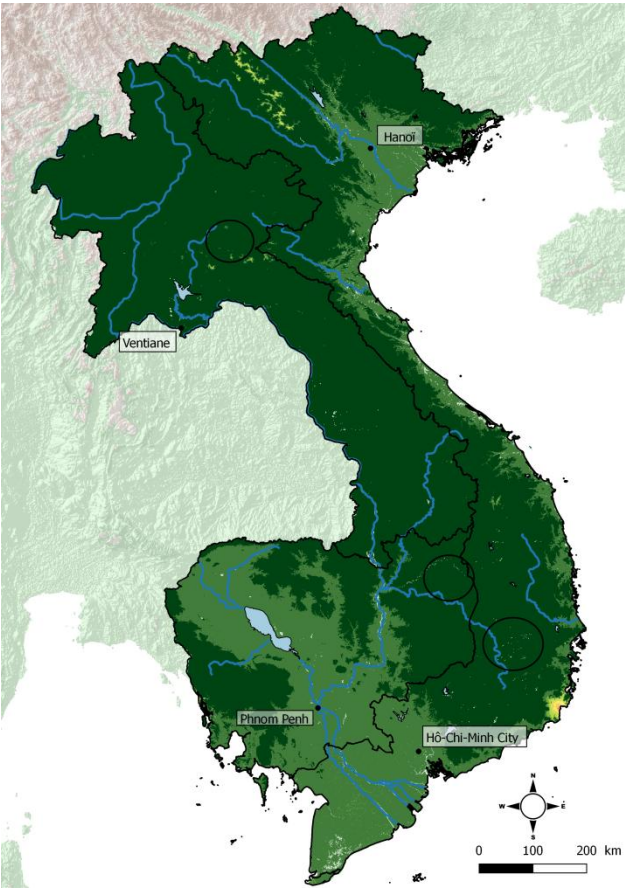 Hanoï
Ventiane
Phnom Penh
Hô-Chi-Minh City
N
W E
S
0 100 200 km